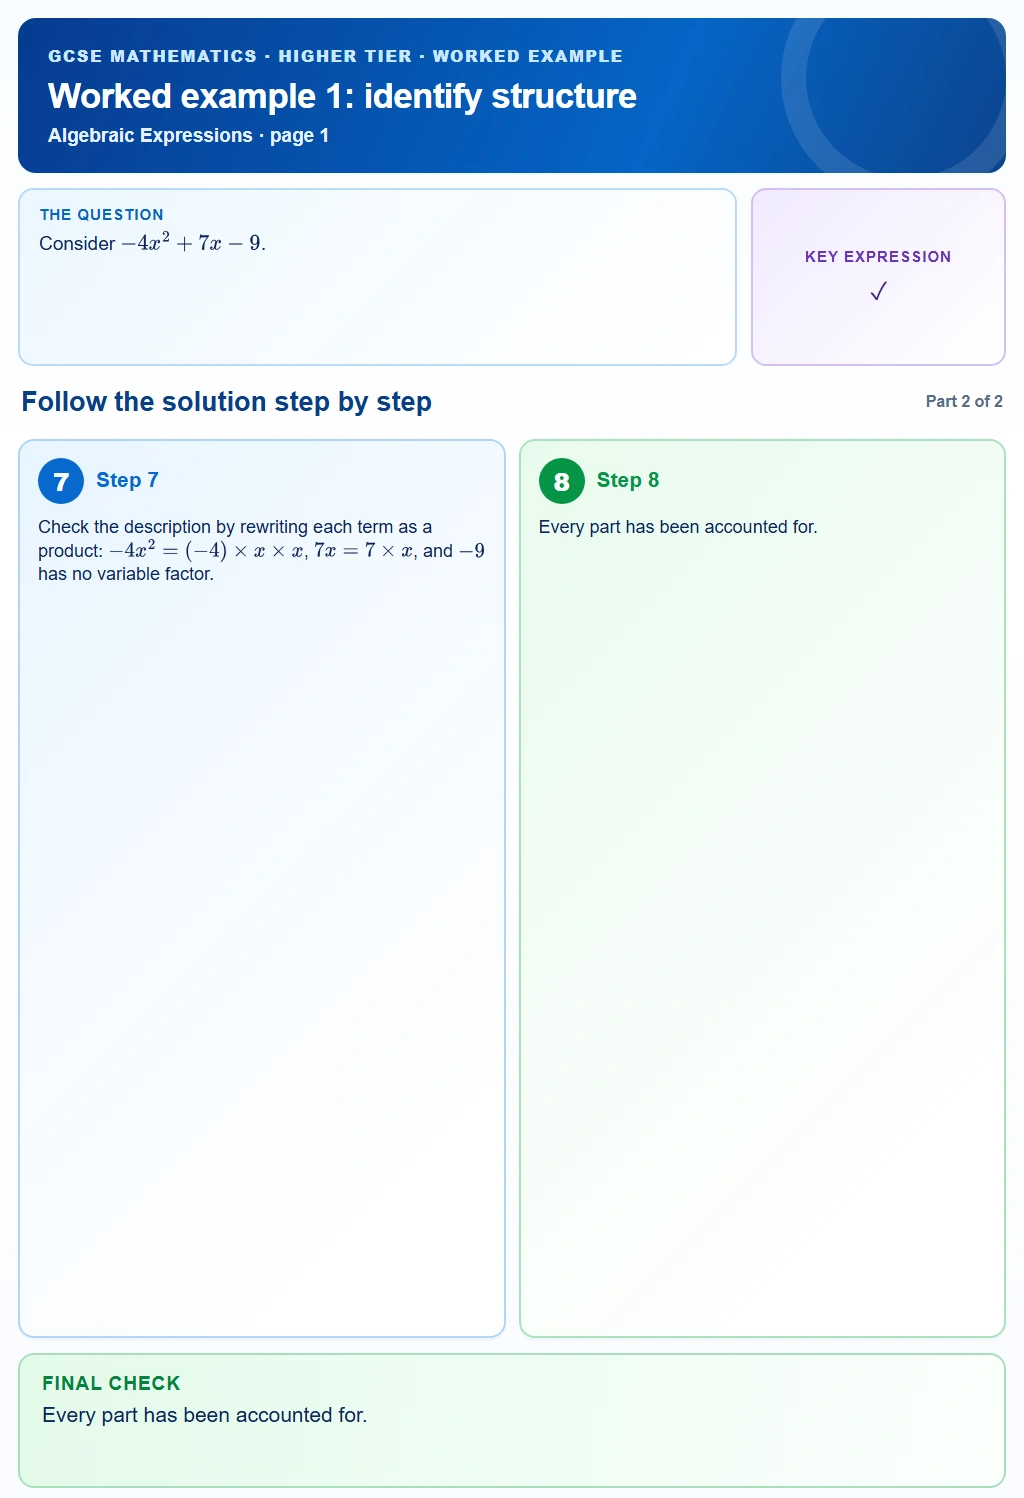 GCSE MATHEMATICS · HIGHER TIER · WORKED EXAMPLE
Worked example 1: identify structure
Algebraic Expressions · page 1
THE QUESTION
Consider −4x² + 7x − 9.
KEY EXPRESSION
✓
Follow the solution step by step
Part 2 of 2
7 Step 7
Check the description by rewriting each term as a
product: −4x² = (−4) × x × x, 7x = 7 × x, and −9
has no variable factor.
8 Step 8
Every part has been accounted for.
FINAL CHECK
Every part has been accounted for.